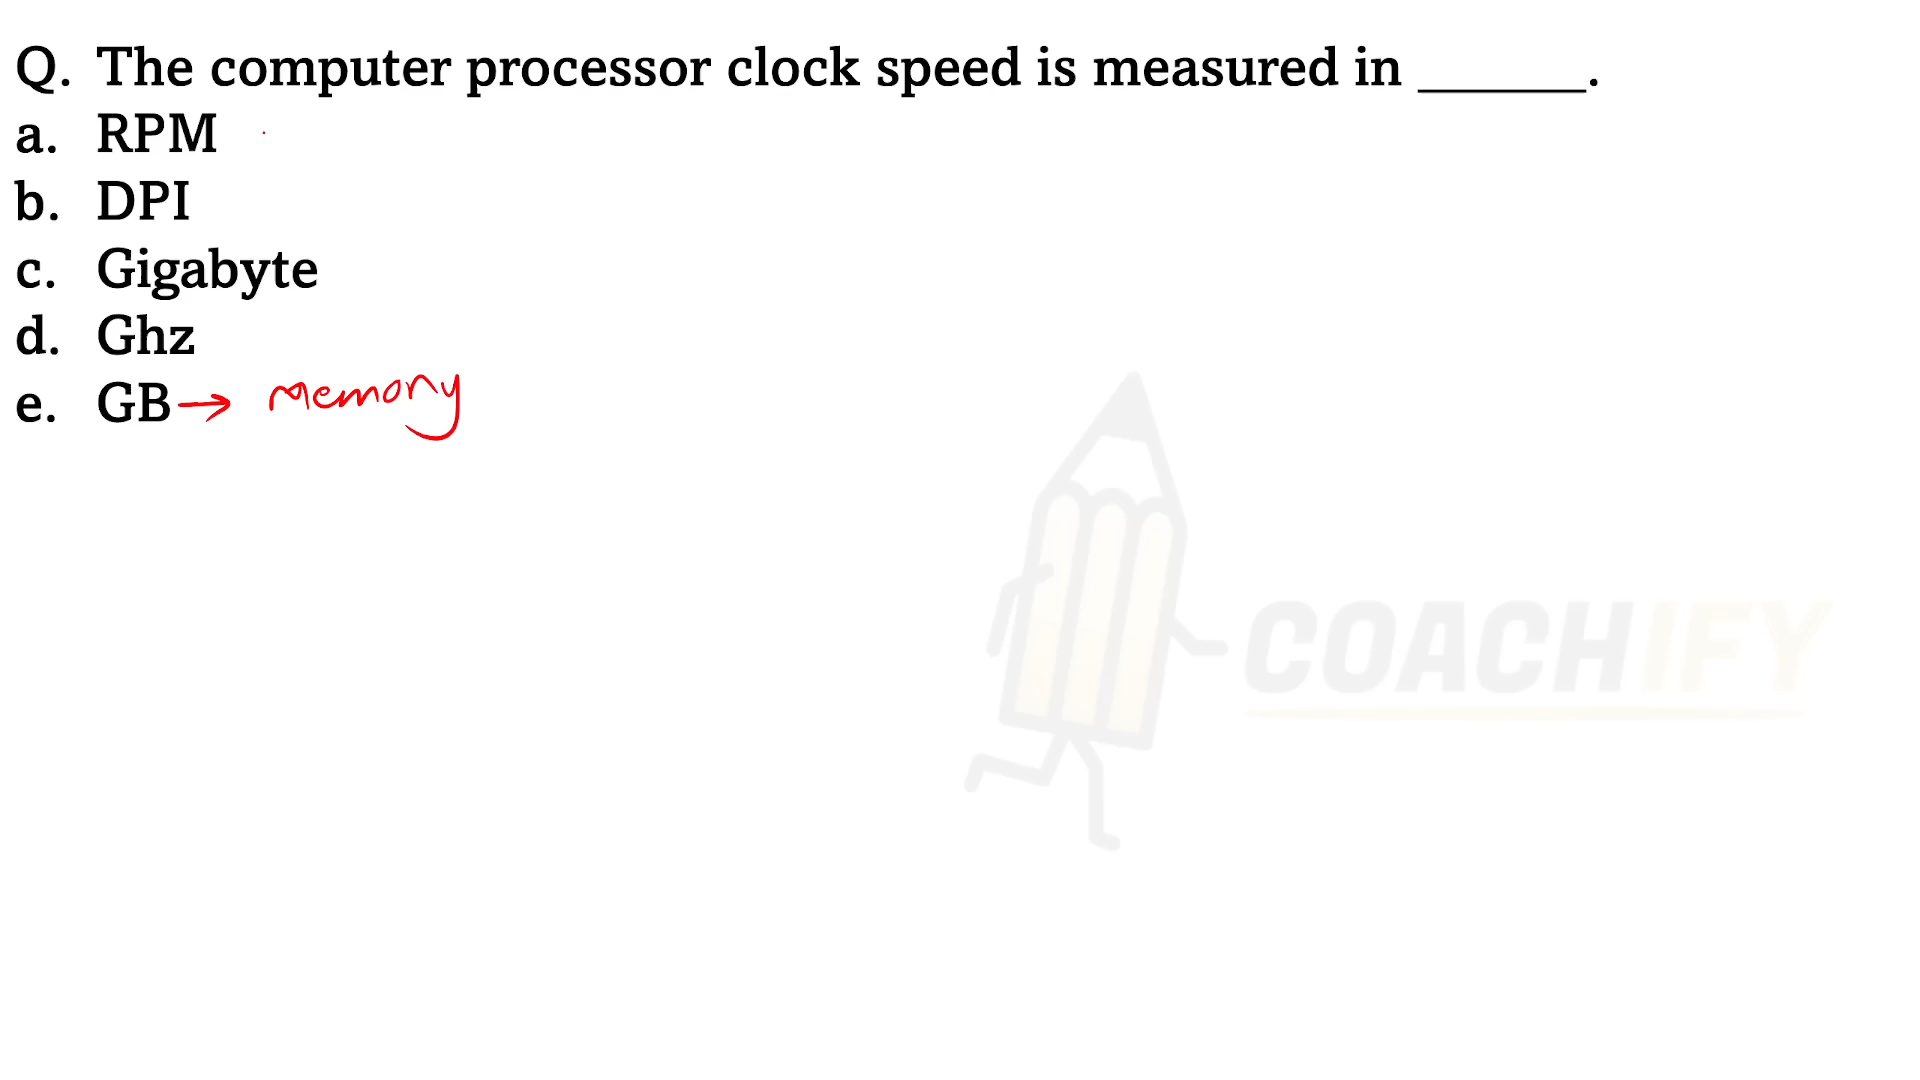 Q. The computer processor clock speed is measured in ______.
a. RPM
b. DPI
c. Gigabyte
d. Ghz
e. GB → Memory
COACHIFY